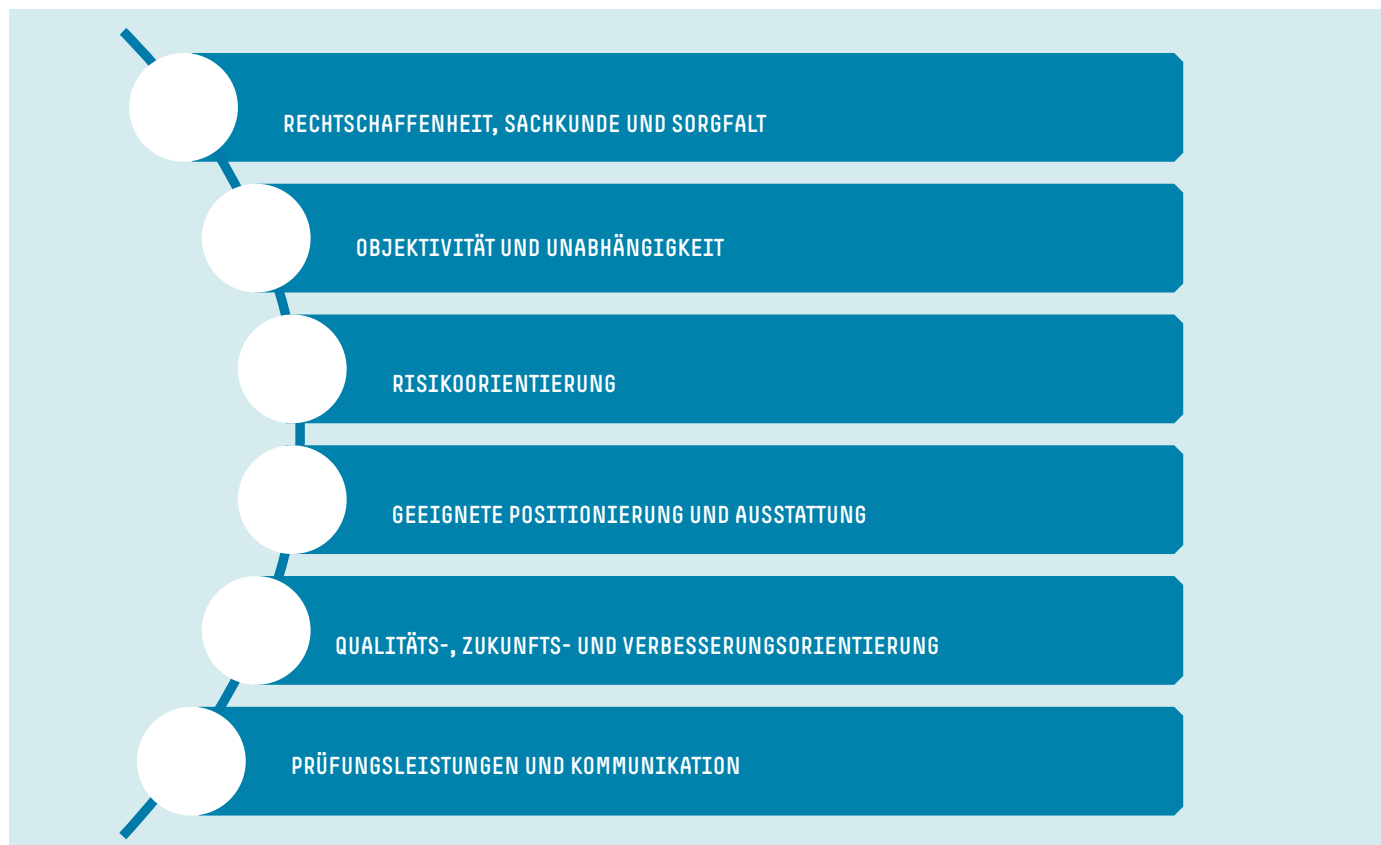 RECHTSCHAFFENHEIT, SACHKUNDE UND SORGFALT
OBJEKTIVITÄT UND UNABHÄNGIGKEIT
RISIKOORIENTIERUNG
GEEIGNETE POSITIONIERUNG UND AUSSTATTUNG
QUALITÄTS-, ZUKUNFTS- UND VERBESSERUNGSORIENTIERUNG
PRÜFUNGSLEISTUNGEN UND KOMMUNIKATION